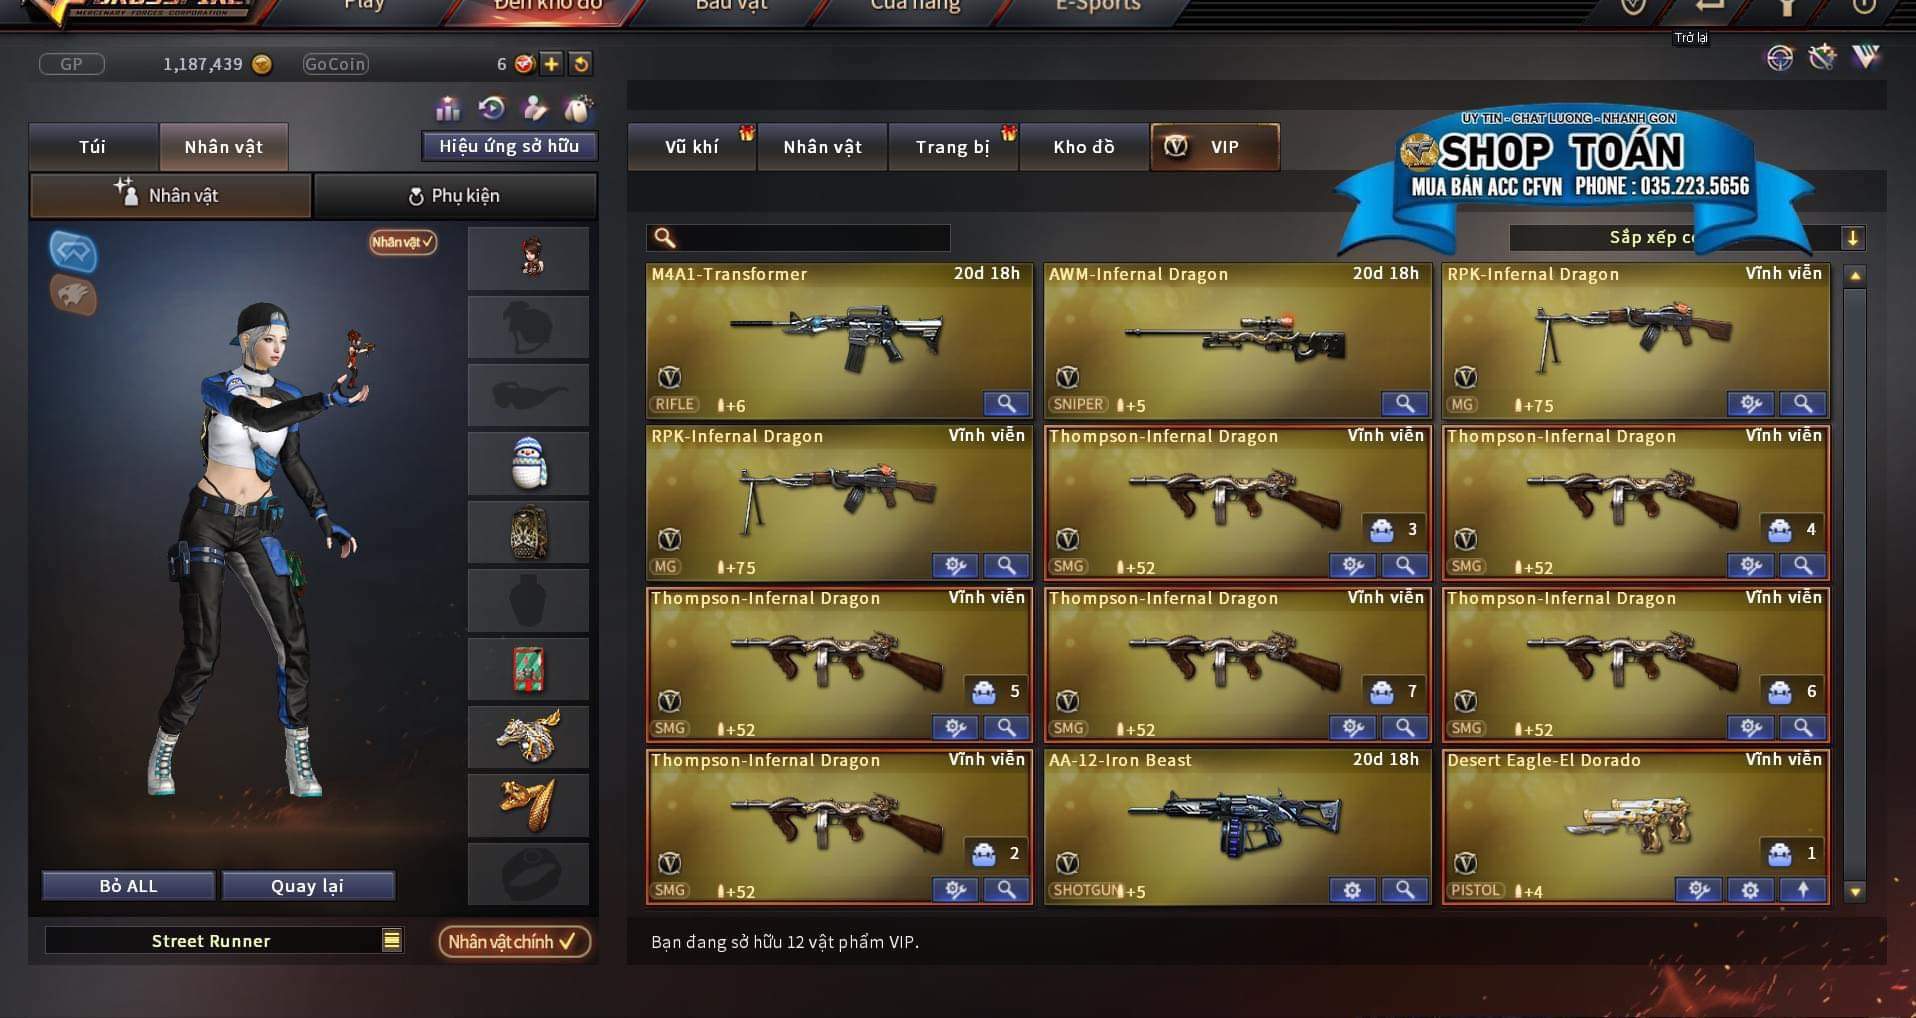 MERCENARY FORCES CORPORATION
Play
Đến kho đồ
Báu vật
Cửa hàng
E-Sports
Trở lại
GP 1,187,439 GoCoin 6
Túi
Nhân vật
Hiệu ứng sở hữu
Nhân vật
Phụ kiện
Nhân vật
Bỏ ALL
Quay lại
Street Runner
Nhân vật chính
Vũ khí
Nhân vật
Trang bị
Kho đồ
VIP
UY TIN - CHAT LUONG - NHANH GON
SHOP TOÁN
MUA BÁN ACC CFVN PHONE : 035.223.5656
Sắp xếp
M4A1-Transformer 20d 18h
RIFLE +6
AWM-Infernal Dragon 20d 18h
SNIPER +5
RPK-Infernal Dragon Vĩnh viễn
MG +75
RPK-Infernal Dragon Vĩnh viễn
MG +75
Thompson-Infernal Dragon Vĩnh viễn
3
SMG +52
Thompson-Infernal Dragon Vĩnh viễn
4
SMG +52
Thompson-Infernal Dragon Vĩnh viễn
5
SMG +52
Thompson-Infernal Dragon Vĩnh viễn
7
SMG +52
Thompson-Infernal Dragon Vĩnh viễn
6
SMG +52
Thompson-Infernal Dragon Vĩnh viễn
2
SMG +52
AA-12-Iron Beast 20d 18h
SHOTGUN +5
Desert Eagle-El Dorado Vĩnh viễn
1
PISTOL +4
Bạn đang sở hữu 12 vật phẩm VIP.